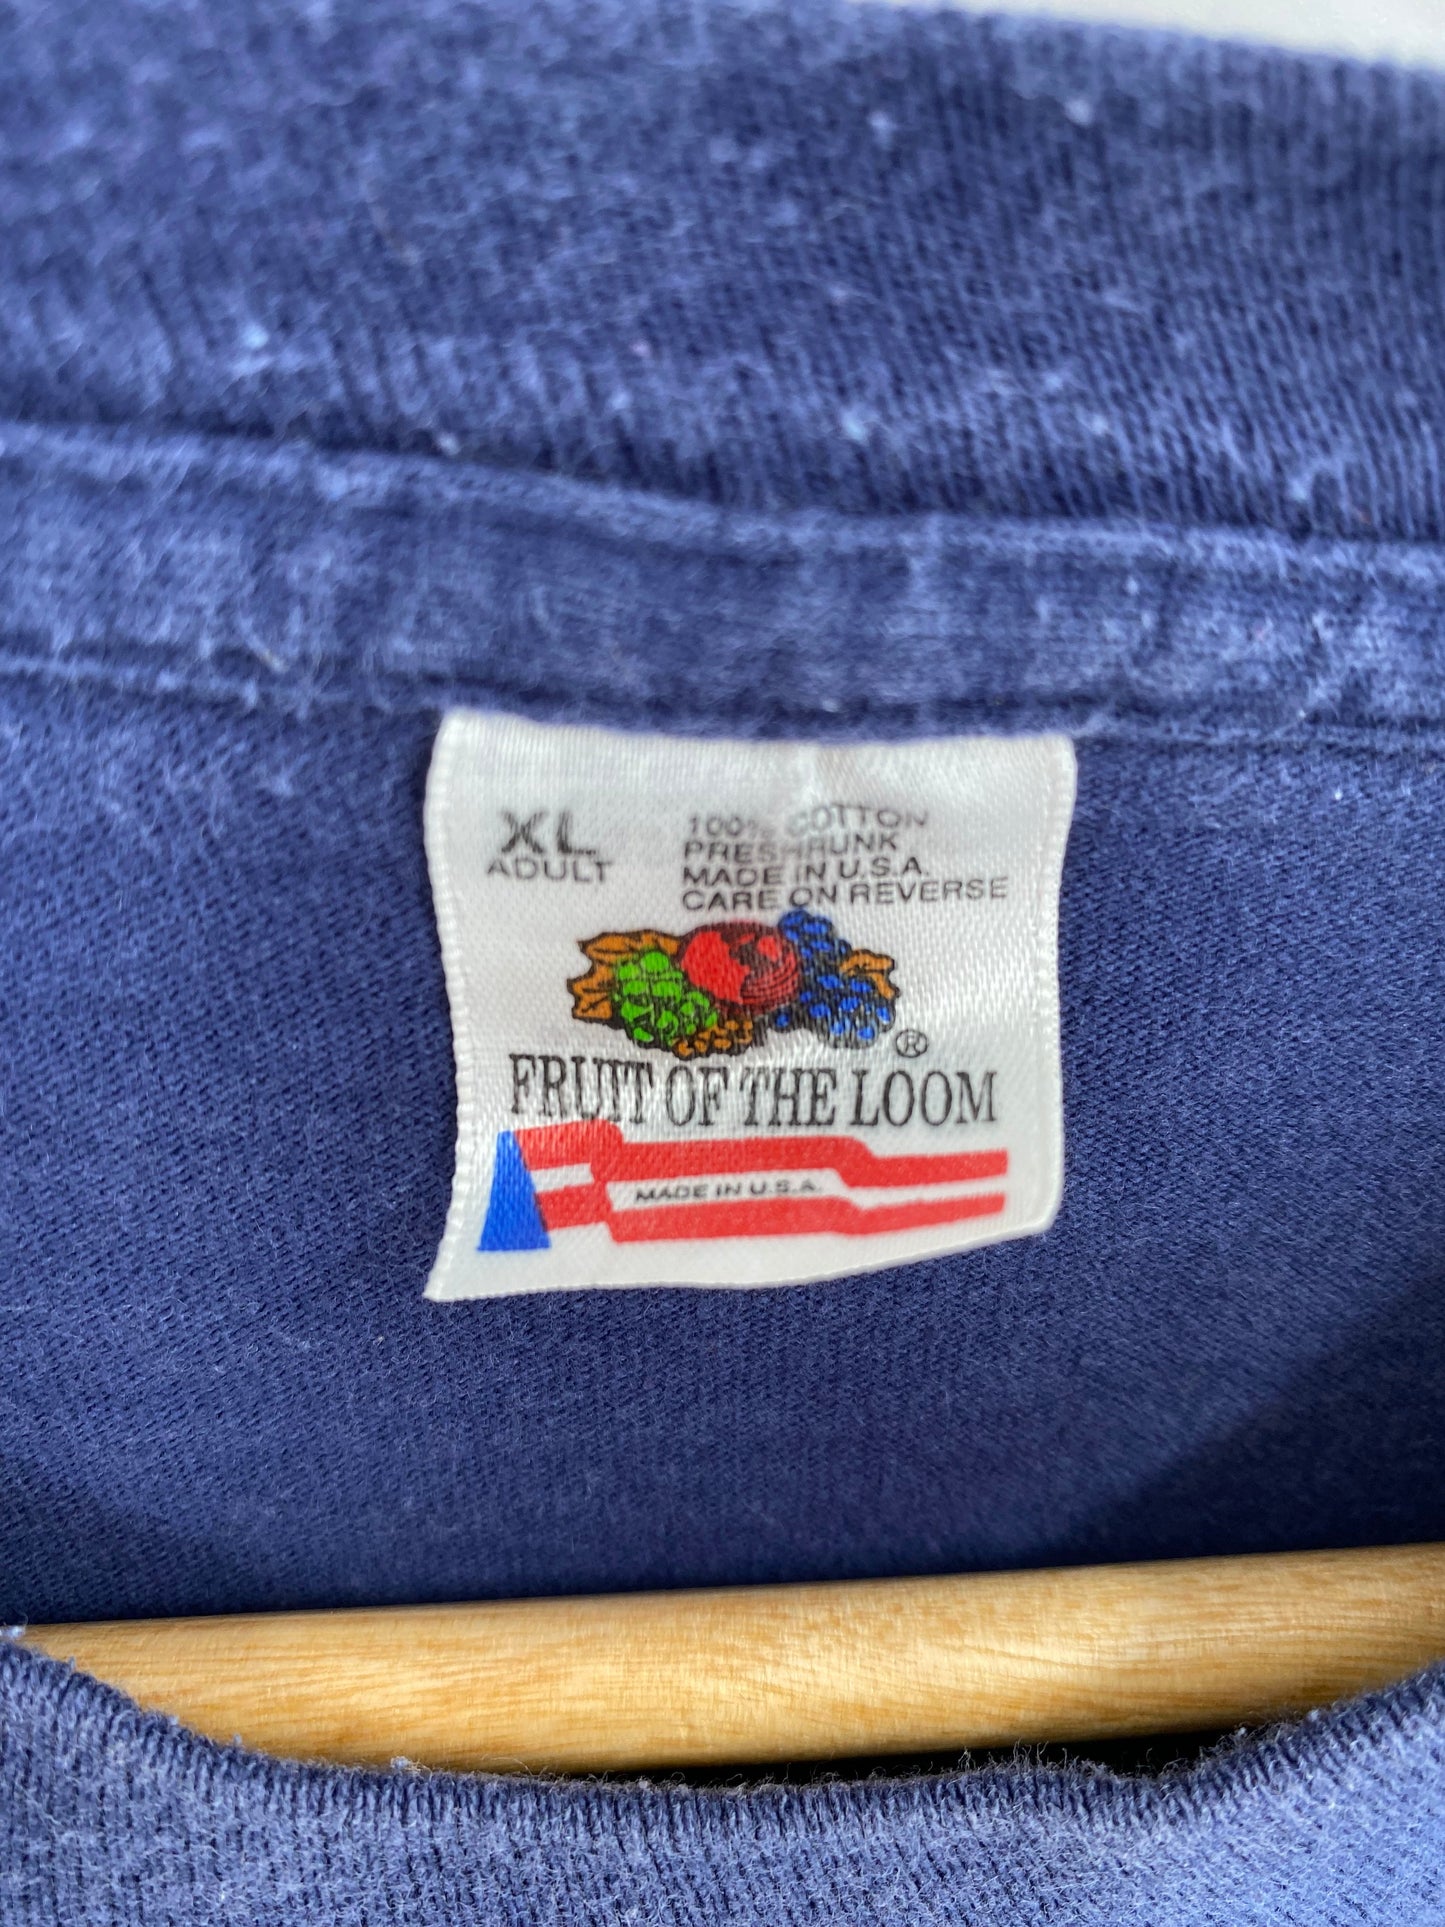 XL
ADULT
100% COTTON
PRESHRUNK
MADE IN U.S.A.
CARE ON REVERSE
®
FRUIT OF THE LOOM
MADE IN U.S.A.